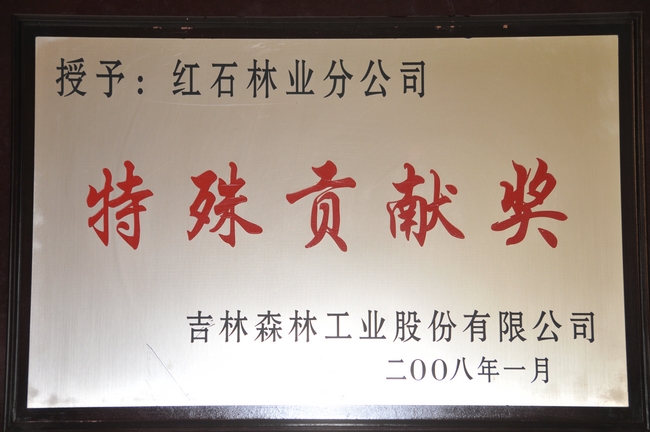 授予：红石林业分公司
特殊贡献奖
吉林森林工业股份有限公司
二OO八年一月